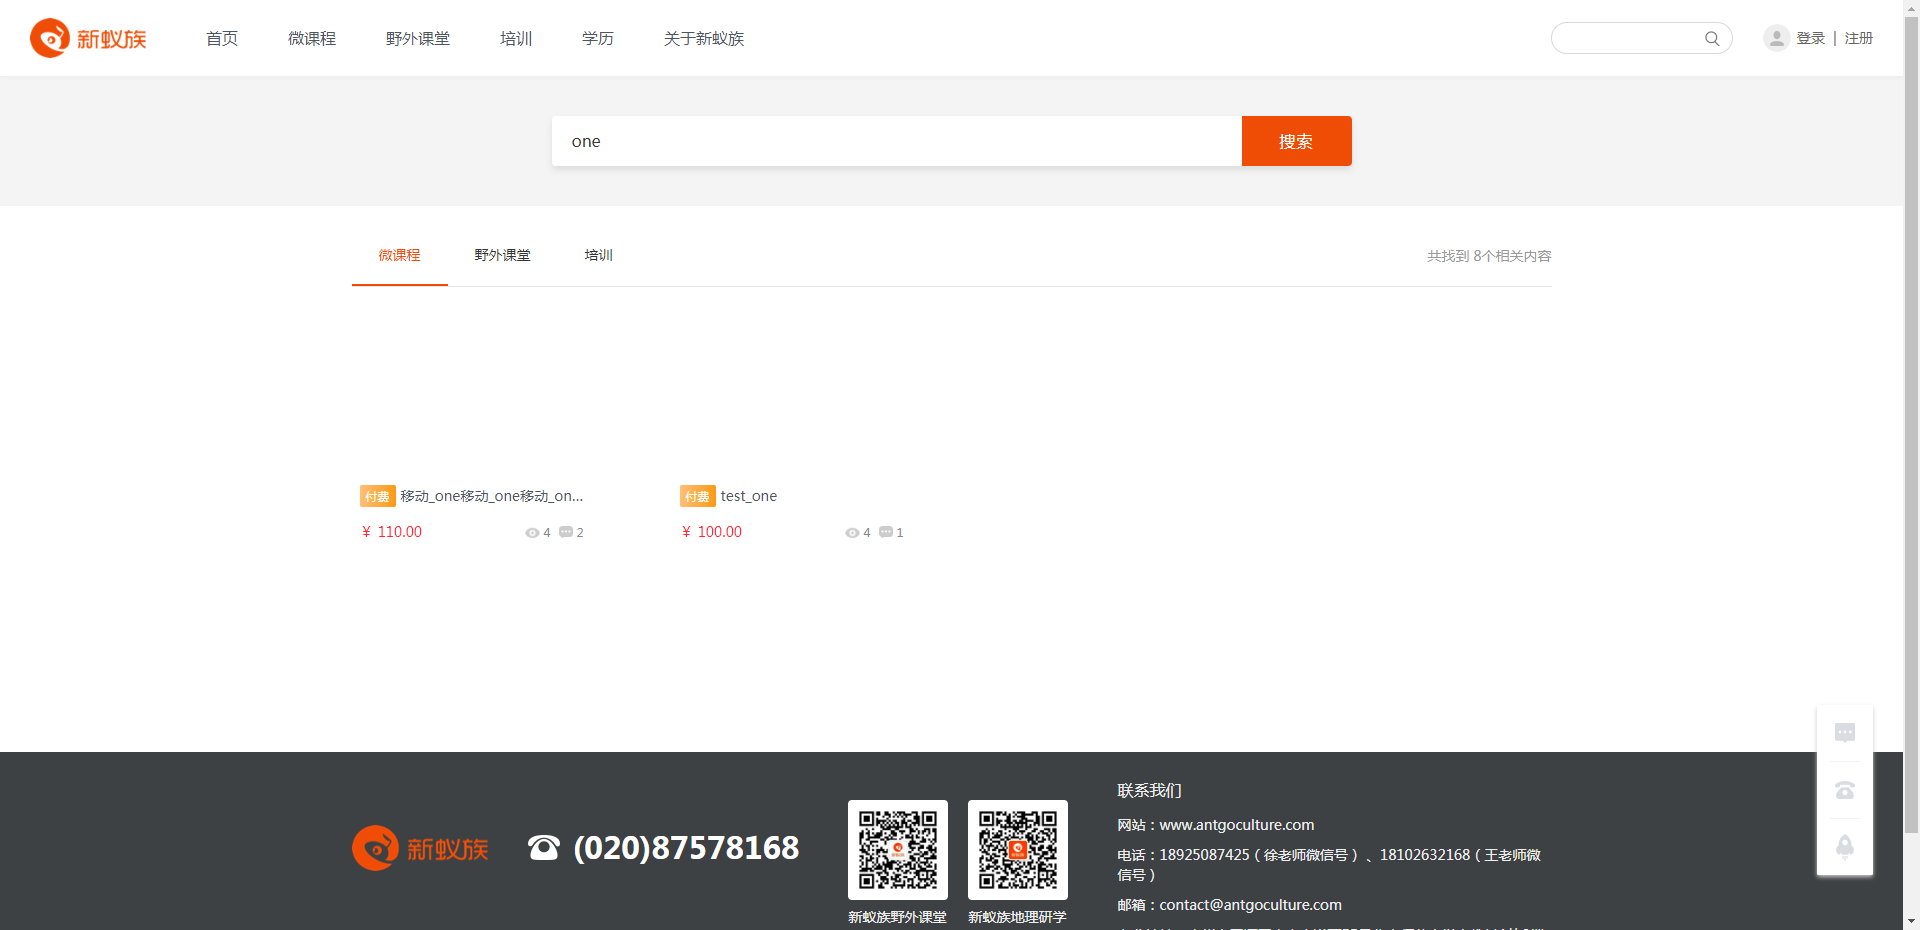 新蚁族 首页 微课程 野外课堂 培训 学历 关于新蚁族 登录 | 注册
one 搜索
微课程 野外课堂 培训 共找到 8个相关内容
付费 移动_one移动_one移动_on... 付费 test_one
¥ 110.00 4 2 ¥ 100.00 4 1
联系我们
网站：www.antgoculture.com
新蚁族 (020)87578168
电话：18925087425（徐老师微信号）、18102632168（王老师微
信号）
邮箱：contact@antgoculture.com
新蚁族野外课堂 新蚁族地理研学